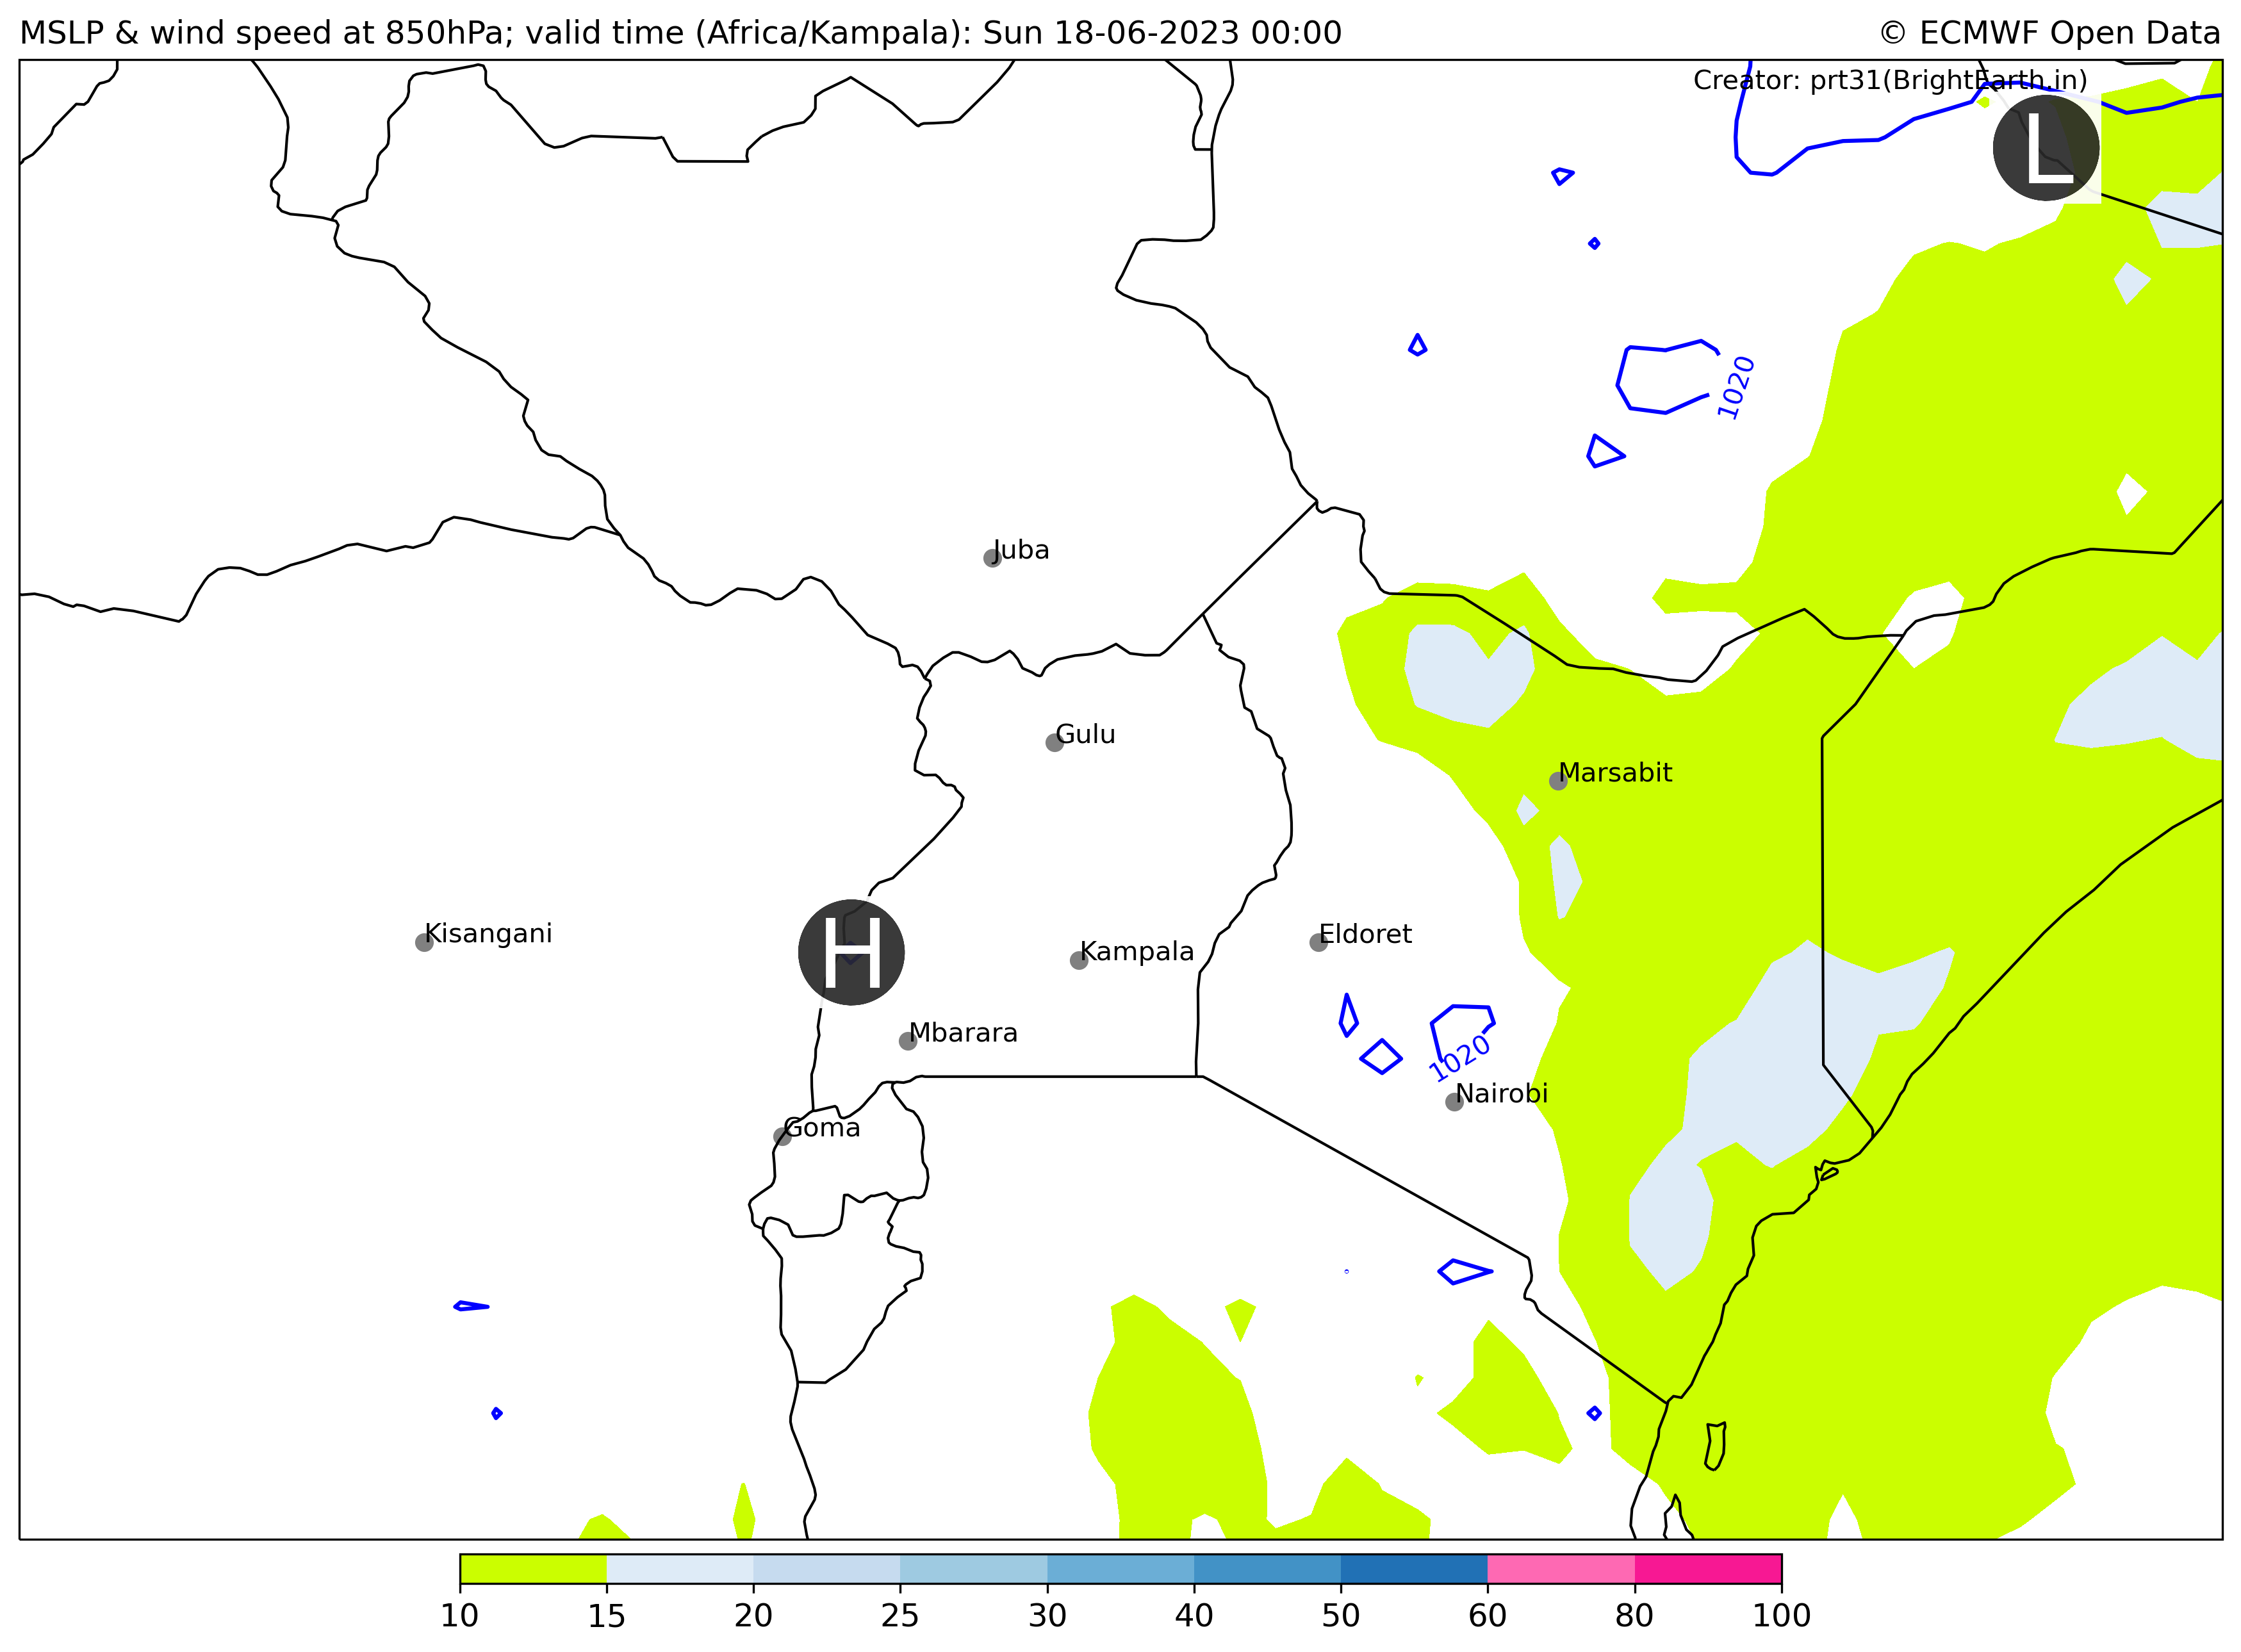 MSLP & wind speed at 850hPa; valid time (Africa/Kampala): Sun 18-06-2023 00:00
© ECMWF Open Data
Creator: prt31(BrightEarth.in)
L
1020
Juba
Gulu
Marsabit
Kisangani
H
Kampala
Eldoret
Mbarara
1020
Nairobi
Goma
10 15 20 25 30 40 50 60 80 100